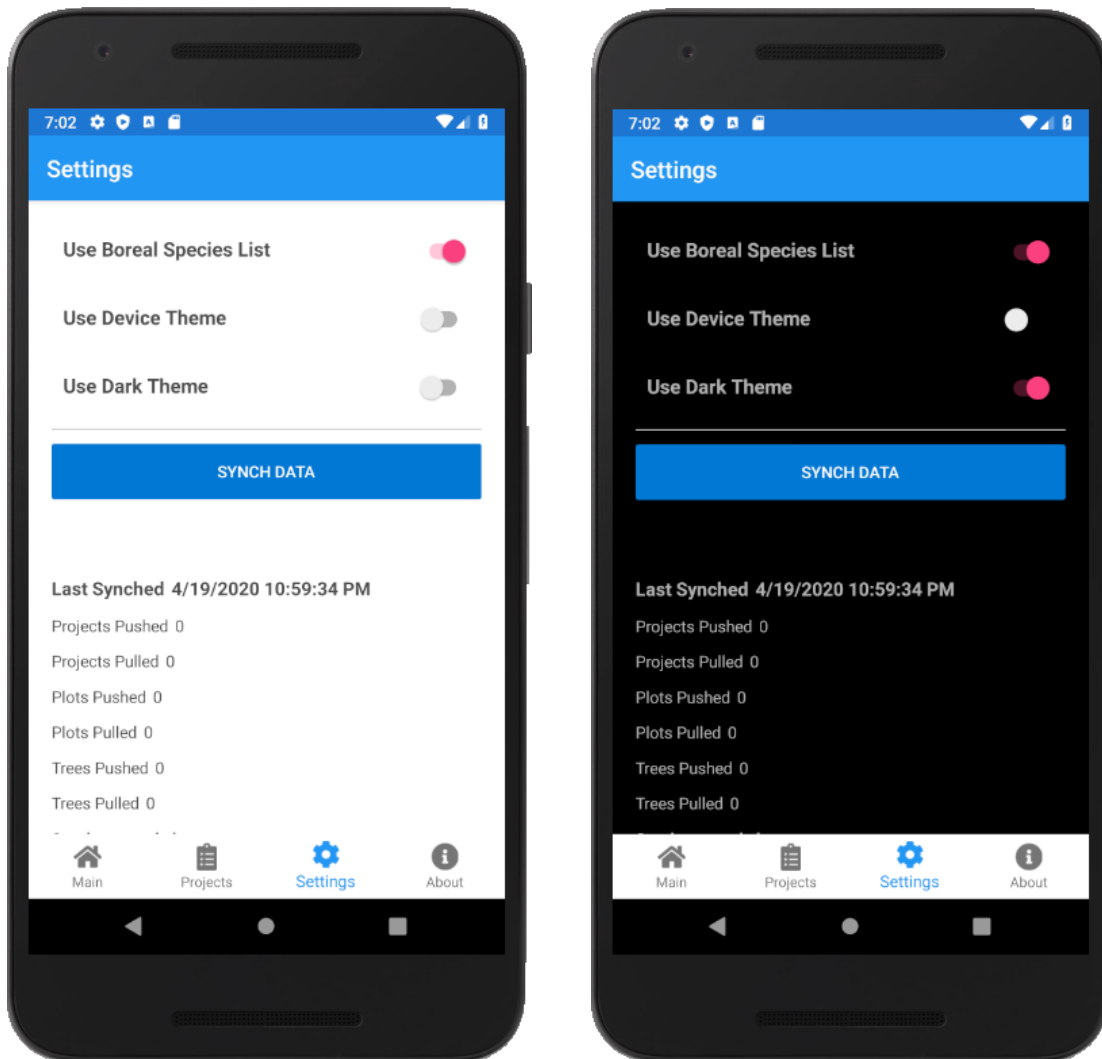 7:02
Settings
Use Boreal Species List
Use Device Theme
Use Dark Theme
SYNCH DATA
Last Synched 4/19/2020 10:59:34 PM
Projects Pushed 0
Projects Pulled 0
Plots Pushed 0
Plots Pulled 0
Trees Pushed 0
Trees Pulled 0
Main Projects Settings About
7:02
Settings
Use Boreal Species List
Use Device Theme
Use Dark Theme
SYNCH DATA
Last Synched 4/19/2020 10:59:34 PM
Projects Pushed 0
Projects Pulled 0
Plots Pushed 0
Plots Pulled 0
Trees Pushed 0
Trees Pulled 0
Main Projects Settings About